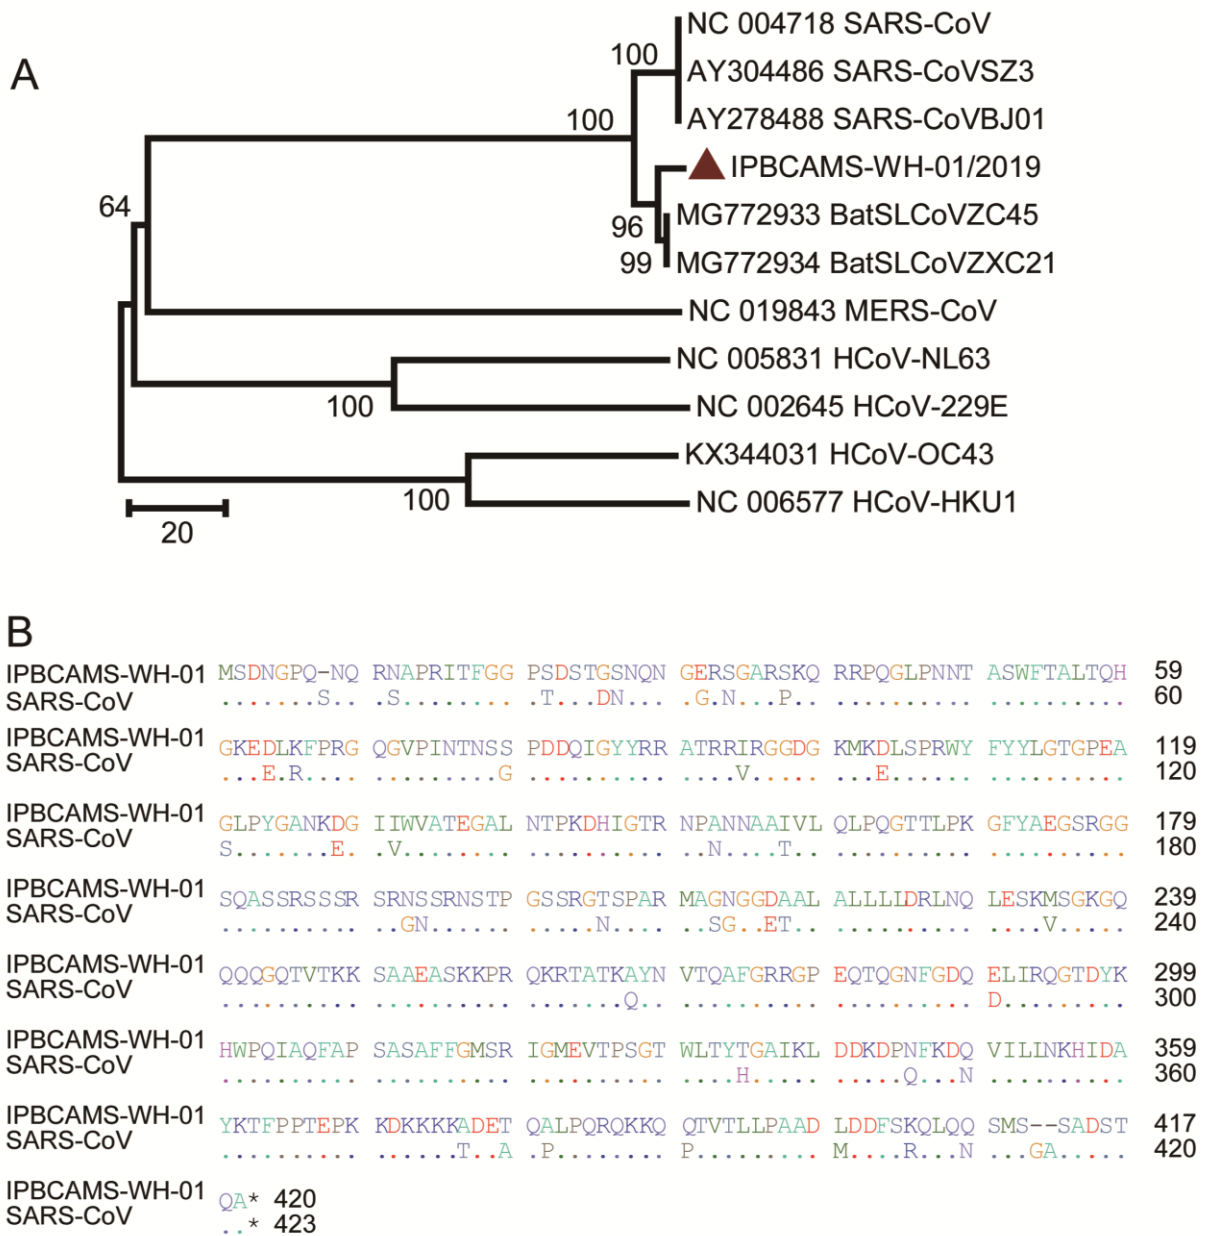 A
NC 004718 SARS-CoV
100
AY304486 SARS-CoVSZ3
AY278488 SARS-CoVBJ01
100
IPBCAMS-WH-01/2019
64
MG772933 BatSLCoVZC45
96
99
MG772934 BatSLCoVZXC21
NC 019843 MERS-CoV
NC 005831 HCoV-NL63
100
NC 002645 HCoV-229E
KX344031 HCoV-OC43
100
NC 006577 HCoV-HKU1
20
B
IPBCAMS-WH-01 MSDNGPQ-NQ RNAPRITFGG PSDSTGSNQN GERSGARSKQ RRPQGLPNNT ASWFTALTQH 59
SARS-CoV .......S.. .S........ .T...DN... .G.N...P.. .......... .......... 60
IPBCAMS-WH-01 GKEDLKFPRG QGVPINTNSS PDDQIGYYRR ATRRIRGGDG KMKDLSPRWY FYYLGTGPEA 119
SARS-CoV ...E.R.... .........G .......... ....V..... ...E...... .......... 120
IPBCAMS-WH-01 GLPYGANKDG IIWVATEGAL NTPKDHIGTR NPANNAAIVL QLPQGTTLPK GFYAEGSRGG 179
SARS-CoV S.......E. .V........ .......... ..N....T.. .......... .......... 180
IPBCAMS-WH-01 SQASSRSSSR SRNSSRNSTP GSSRGTSPAR MAGNGGDAAL ALLLLDRLNQ LESKMSGKGQ 239
SARS-CoV .......... ..GN...... .....N.... ..SG..ET.. .......... ....V..... 240
IPBCAMS-WH-01 QQQGQTVTKK SAAEASKKPR QKRTATKAYN VTQAFGRRGP EQTQGNFGDQ ELIRQGTDYK 299
SARS-CoV .......... .......... .......Q.. .......... .......... D......... 300
IPBCAMS-WH-01 HWPQIAQFAP SASAFFGMSR IGMEVTPSGT WLTYTGAIKL DDKDPNFKDQ VILLNKHIDA 359
SARS-CoV .......... .......... .......... ....H..... .....Q...N .......... 360
IPBCAMS-WH-01 YKTFPPTEPK KDKKKKADET QALPQRQKKQ QTVTLLPAAD LDDFSKQLQQ SMS--SADST 417
SARS-CoV .......... ......T..A .P........ P......... M....R...N ...GA..... 420
IPBCAMS-WH-01 QA* 420
SARS-CoV ..* 423